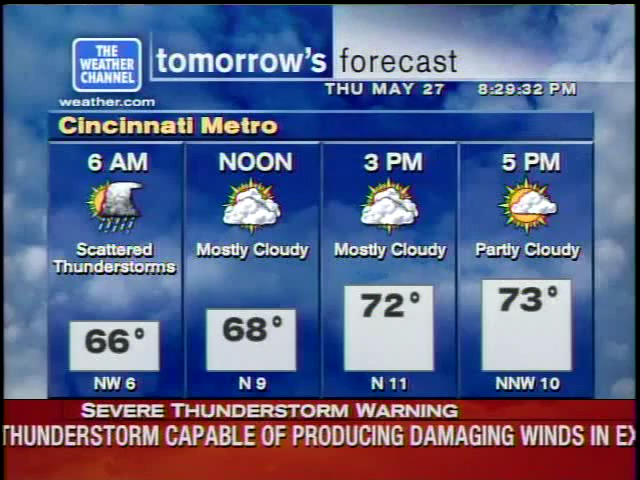 THE
WEATHER
CHANNEL
weather.com
tomorrow's forecast
THU MAY 27 8:29:32 PM
Cincinnati Metro
6 AM NOON 3 PM 5 PM
Scattered Thunderstorms Mostly Cloudy Mostly Cloudy Partly Cloudy
66° 68° 72° 73°
NW 6 N 9 N 11 NNW 10
SEVERE THUNDERSTORM WARNING
THUNDERSTORM CAPABLE OF PRODUCING DAMAGING WINDS IN EX